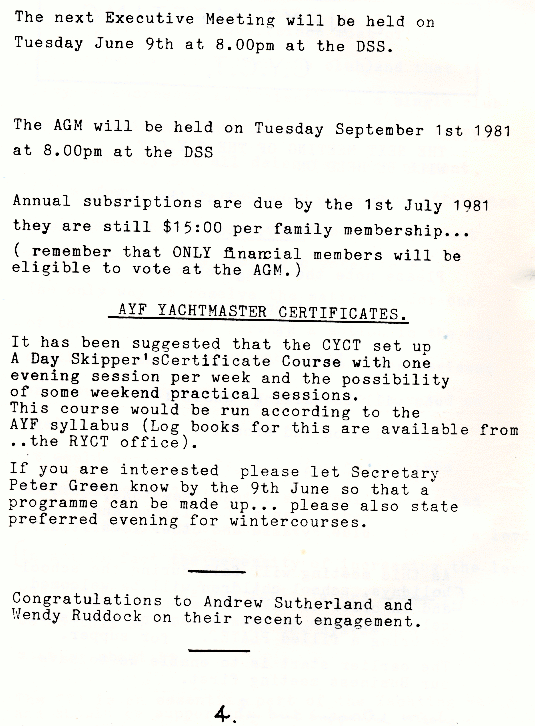 The next Executive Meeting will be held on
Tuesday June 9th at 8.00pm at the DSS.
The AGM will be held on Tuesday September 1st 1981
at 8.00pm at the DSS
Annual subsriptions are due by the 1st July 1981
they are still $15:00 per family membership...
( remember that ONLY financial members will be
eligible to vote at the AGM.)
AYF YACHTMASTER CERTIFICATES.
It has been suggested that the CYCT set up
A Day Skipper'sCertificate Course with one
evening session per week and the possibility
of some weekend practical sessions.
This course would be run according to the
AYF syllabus (Log books for this are available from
..the RYCT office).
If you are interested please let Secretary
Peter Green know by the 9th June so that a
programme can be made up... please also state
preferred evening for wintercourses.
Congratulations to Andrew Sutherland and
Wendy Ruddock on their recent engagement.
4.